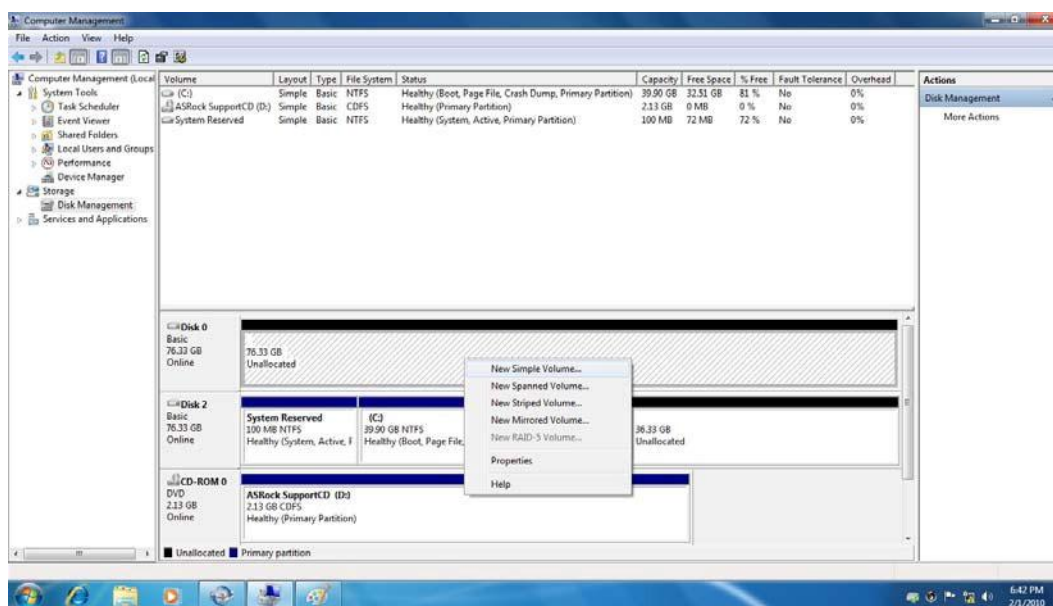 Computer Management
File Action View Help
Computer Management (Local
System Tools
Task Scheduler
Event Viewer
Shared Folders
Local Users and Groups
Performance
Device Manager
Storage
Disk Management
Services and Applications
Volume Layout Type File System Status Capacity Free Space % Free Fault Tolerance Overhead
(C:) Simple Basic NTFS Healthy (Boot, Page File, Crash Dump, Primary Partition) 39.90 GB 32.51 GB 81 % No 0%
ASRock SupportCD (D:) Simple Basic CDFS Healthy (Primary Partition) 2.13 GB 0 MB 0 % No 0%
System Reserved Simple Basic NTFS Healthy (System, Active, Primary Partition) 100 MB 72 MB 72 % No 0%
Actions
Disk Management
More Actions
Disk 0
Basic
76.33 GB
Online
76.33 GB
Unallocated
New Simple Volume...
New Spanned Volume...
New Striped Volume...
New Mirrored Volume...
New RAID-5 Volume...
Properties
Help
Disk 2
Basic
76.33 GB
Online
System Reserved
100 MB NTFS
Healthy (System, Active, F
(C:)
39.90 GB NTFS
Healthy (Boot, Page File,
36.33 GB
Unallocated
CD-ROM 0
DVD
2.13 GB
Online
ASRock SupportCD (D:)
2.13 GB CDFS
Healthy (Primary Partition)
Unallocated Primary partition
6:42 PM
2/1/2010